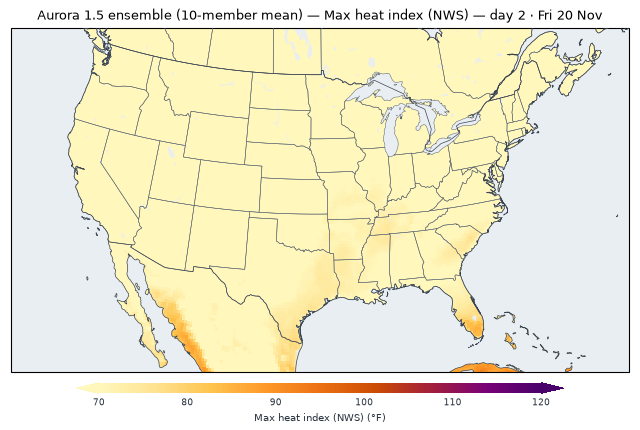 Aurora 1.5 ensemble (10-member mean) — Max heat index (NWS) — day 2 · Fri 20 Nov
70 80 90 100 110 120
Max heat index (NWS) (°F)